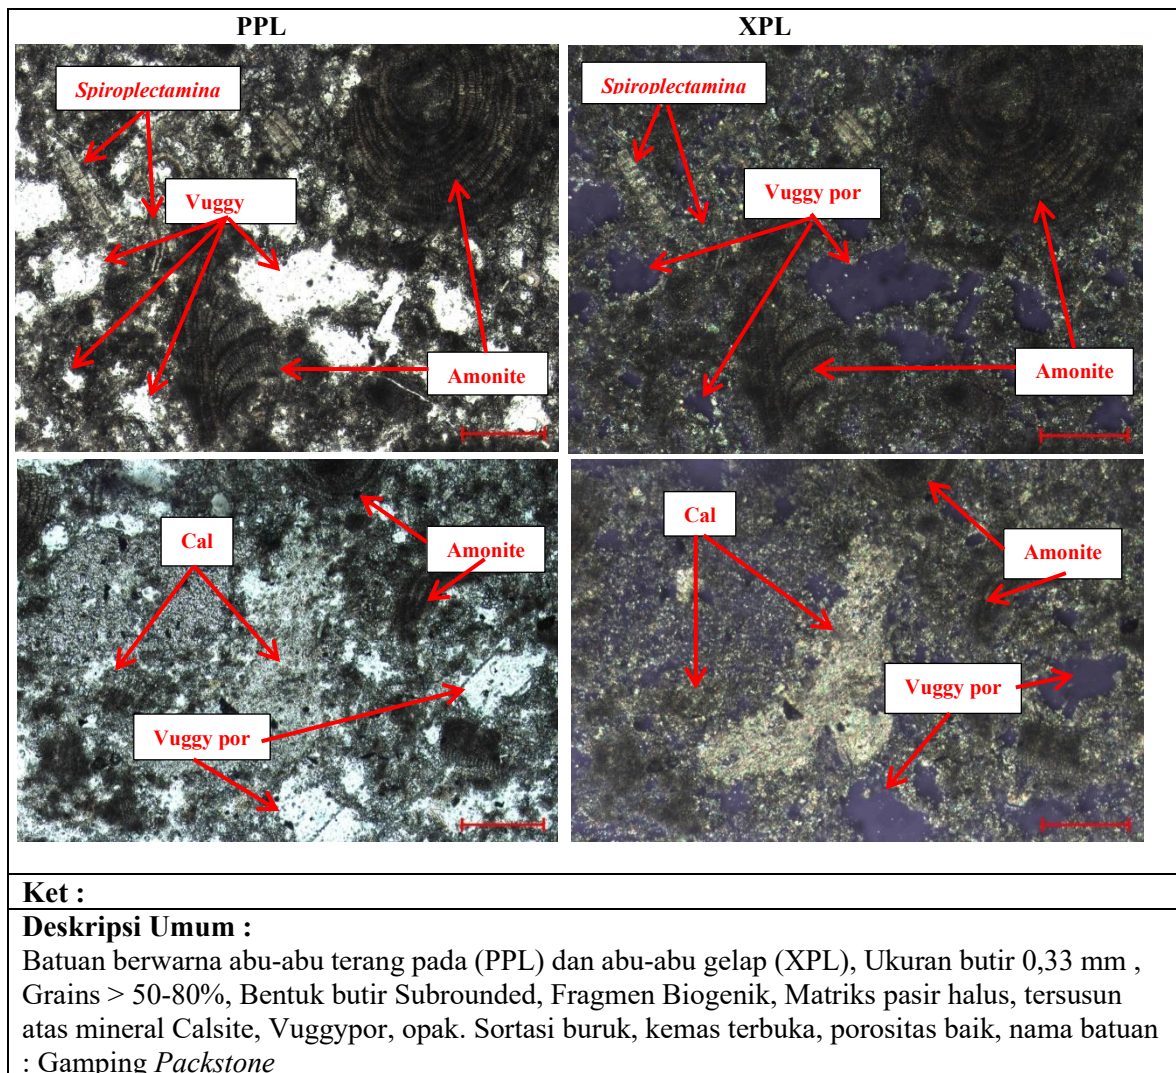 PPL
XPL
Spiroplectamina
Vuggy
Amonite
Spiroplectamina
Vuggy por
Amonite
Cal
Amonite
Vuggy por
Cal
Amonite
Vuggy por
Ket :
Deskripsi Umum :
Batuan berwarna abu-abu terang pada (PPL) dan abu-abu gelap (XPL), Ukuran butir 0,33 mm ,
Grains > 50-80%, Bentuk butir Subrounded, Fragmen Biogenik, Matriks pasir halus, tersusun
atas mineral Calsite, Vuggypor, opak. Sortasi buruk, kemas terbuka, porositas baik, nama batuan
: Gamping Packstone